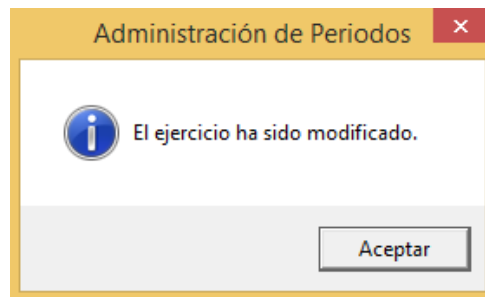 Administración de Periodos
El ejercicio ha sido modificado.
Aceptar